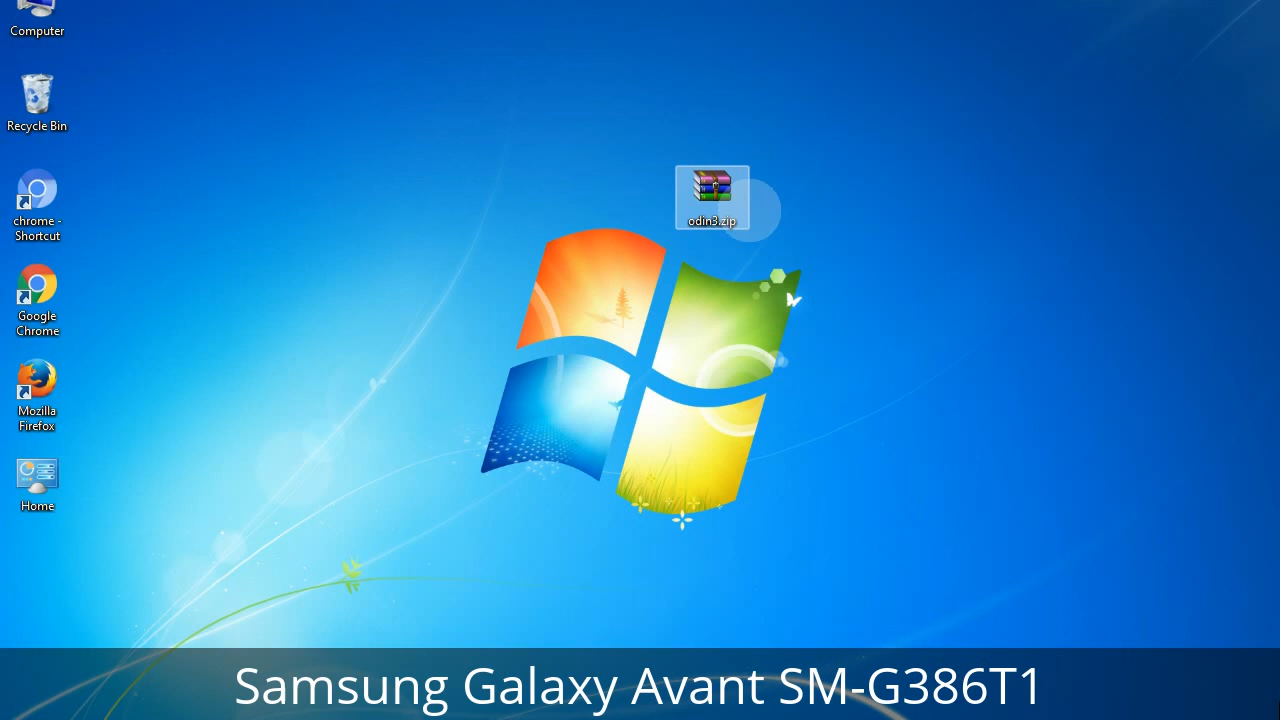 Computer
Recycle Bin
chrome -
Shortcut
Google
Chrome
Mozilla
Firefox
Home
odin3.zip
Samsung Galaxy Avant SM-G386T1